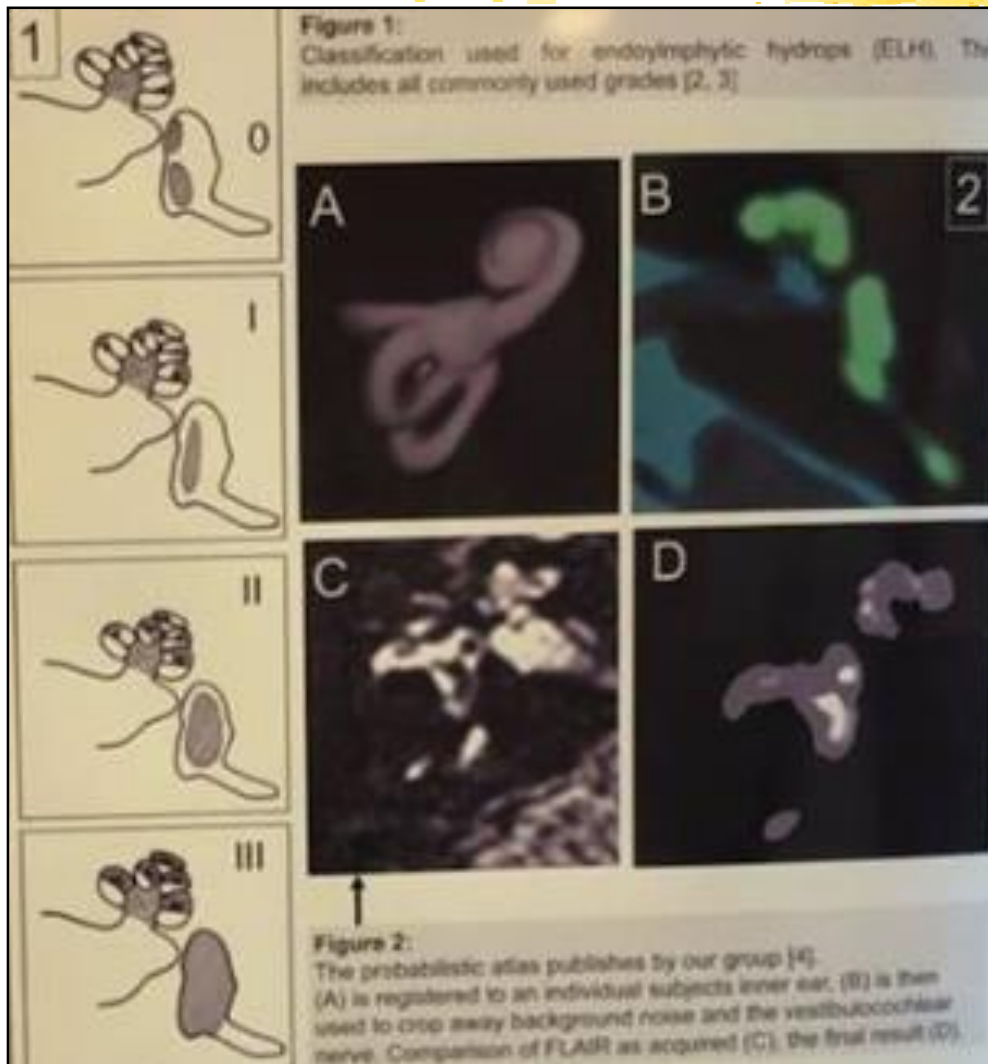 1
Figure 1:
Classification used for endoylmphytic hydrops (ELH), Th
includes all commonly used grades [2, 3]
0
I
II
III
A
B
2
C
D
Figure 2:
The probabilistic atlas publishes by our group [4].
(A) is registered to an individual subjects inner ear, (B) is then
used to crop away background noise and the vestibulocochlear
nerve. Comparison of FLAIR as acquired (C), the final result (D).